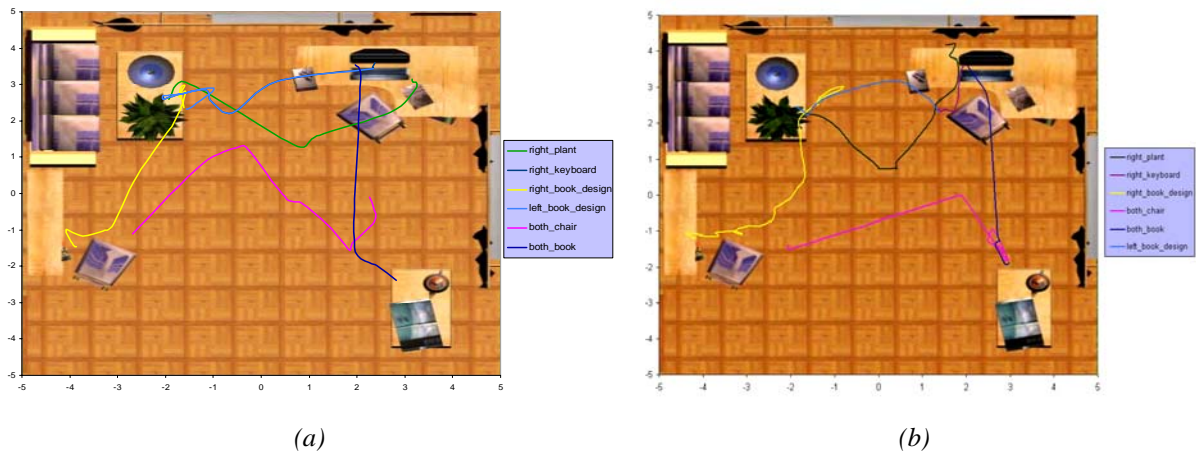 5
4
3
2
1
0
-1
-2
-3
-4
-5
-5 -4 -3 -2 -1 0 1 2 3 4 5
right_plant
right_keyboard
right_book_design
left_book_design
both_chair
both_book
(a)
5
4
3
2
1
0
-1
-2
-3
-4
-5
-5 -4 -3 -2 -1 0 1 2 3 4 5
right_plant
right_keyboard
right_book_design
both_chair
both_book
left_book_design
(b)